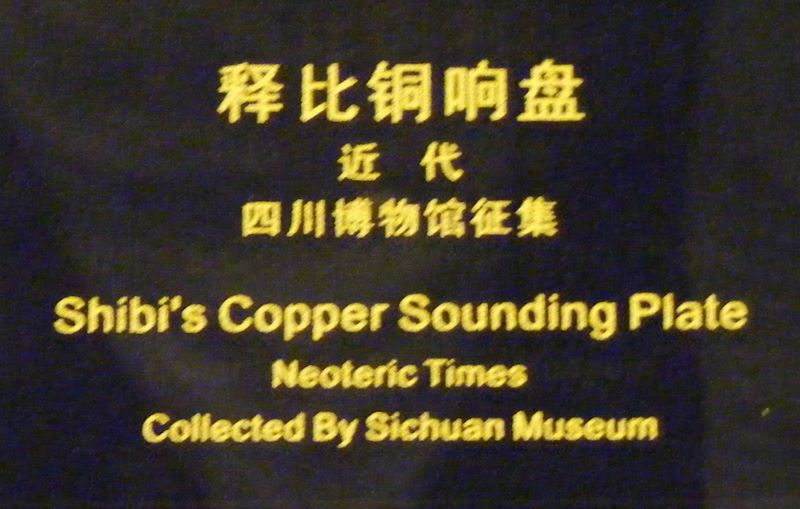 释比铜响盘
近 代
四川博物馆征集
Shibi's Copper Sounding Plate
Neoteric Times
Collected By Sichuan Museum